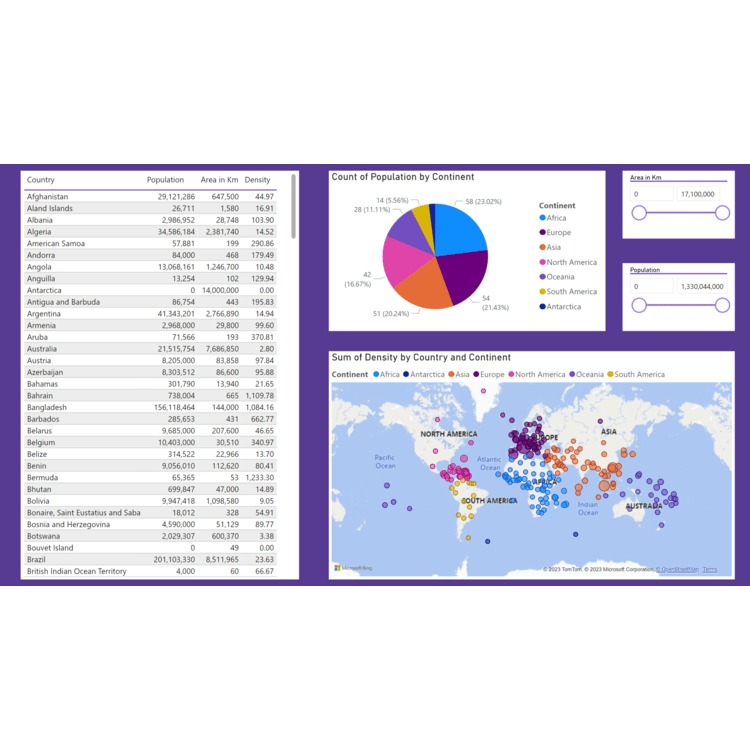 Country Population Area in Km Density
Afghanistan 29,121,286 647,500 44.97
Aland Islands 26,711 1,580 16.91
Albania 2,986,952 28,748 103.90
Algeria 34,586,184 2,381,740 14.52
American Samoa 57,881 199 290.86
Andorra 84,000 468 179.49
Angola 13,068,161 1,246,700 10.48
Anguilla 13,254 102 129.94
Antarctica 0 14,000,000 0.00
Antigua and Barbuda 86,754 443 195.83
Argentina 41,343,201 2,766,890 14.94
Armenia 2,968,000 29,800 99.60
Aruba 71,566 193 370.81
Australia 21,515,754 7,686,850 2.80
Austria 8,205,000 83,858 97.84
Azerbaijan 8,303,512 86,600 95.88
Bahamas 301,790 13,940 21.65
Bahrain 738,004 665 1,109.78
Bangladesh 156,118,464 144,000 1,084.16
Barbados 285,653 431 662.77
Belarus 9,685,000 207,600 46.65
Belgium 10,403,000 30,510 340.97
Belize 314,522 22,966 13.70
Benin 9,056,010 112,620 80.41
Bermuda 65,365 53 1,233.30
Bhutan 699,847 47,000 14.89
Bolivia 9,947,418 1,098,580 9.05
Bonaire, Saint Eustatius and Saba 18,012 328 54.91
Bosnia and Herzegovina 4,590,000 51,129 89.77
Botswana 2,029,307 600,370 3.38
Bouvet Island 0 49 0.00
Brazil 201,103,330 8,511,965 23.63
British Indian Ocean Territory 4,000 60 66.67
Count of Population by Continent
14 (5.56%)
28 (11.11%)
58 (23.02%)
42
(16.67%)
51 (20.24%)
54
(21.43%)
Continent
Africa
Europe
Asia
North America
Oceania
South America
Antarctica
Area in Km
0 17,100,000
Population
0 1,330,044,000
Sum of Density by Country and Continent
Continent Africa Antarctica Asia Europe North America Oceania South America
NORTH AMERICA
EUROPE
ASIA
Pacific
Ocean
Atlantic
Ocean
AFRICA
SOUTH AMERICA
Indian
Ocean
AUSTRALIA
Microsoft Bing
© 2023 TomTom, © 2023 Microsoft Corporation, © OpenStreetMap Terms